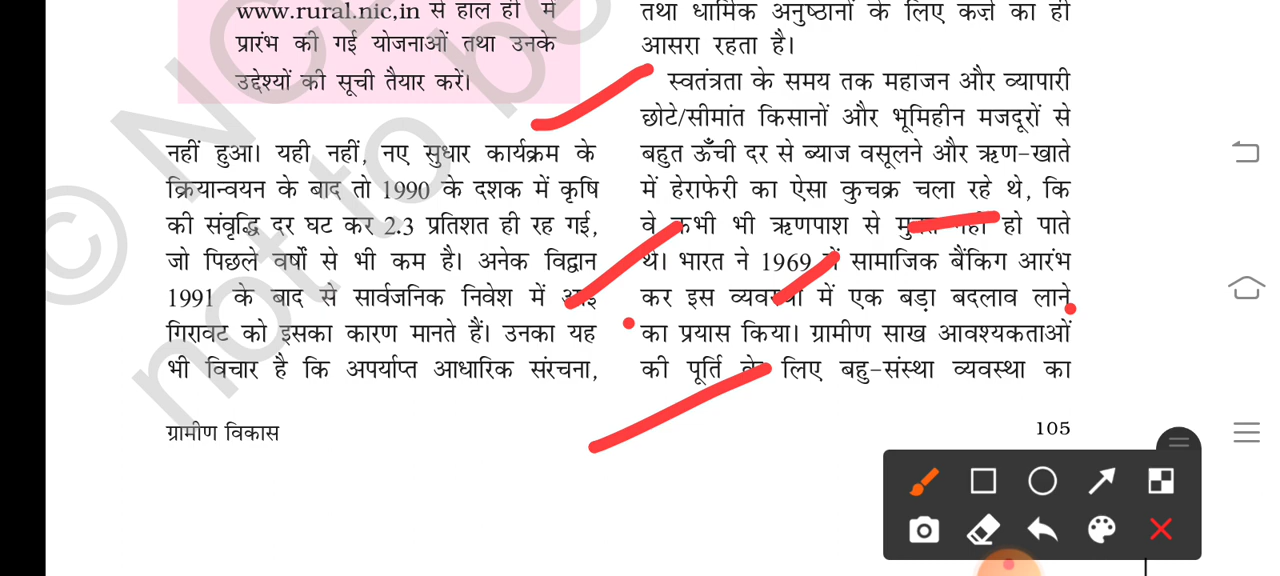 www.rural.nic,in से हाल ही में
प्रारंभ की गई योजनाओं तथा उनके
उद्देश्यों की सूची तैयार करें।
नहीं हुआ। यही नहीं, नए सुधार कार्यक्रम के
क्रियान्वयन के बाद तो 1990 के दशक में कृषि
की संवृद्धि दर घट कर 2.3 प्रतिशत ही रह गई,
जो पिछले वर्षों से भी कम है। अनेक विद्वान
1991 के बाद से सार्वजनिक निवेश में आई
गिरावट को इसका कारण मानते हैं। उनका यह
भी विचार है कि अपर्याप्त आधारिक संरचना,
तथा धार्मिक अनुष्ठानों के लिए कर्ज का ही
आसरा रहता है।
स्वतंत्रता के समय तक महाजन और व्यापारी
छोटे/सीमांत किसानों और भूमिहीन मजदूरों से
बहुत ऊँची दर से ब्याज वसूलने और ऋण-खाते
में हेराफेरी का ऐसा कुचक्र चला रहे थे, कि
वे कभी भी ऋणपाश से मुक्त नहीं हो पाते
थे। भारत ने 1969 में सामाजिक बैंकिग आरंभ
कर इस व्यवस्था में एक बड़ा बदलाव लाने
का प्रयास किया। ग्रामीण साख आवश्यकताओं
की पूर्ति के लिए बहु-संस्था व्यवस्था का
ग्रामीण विकास
105
not to be